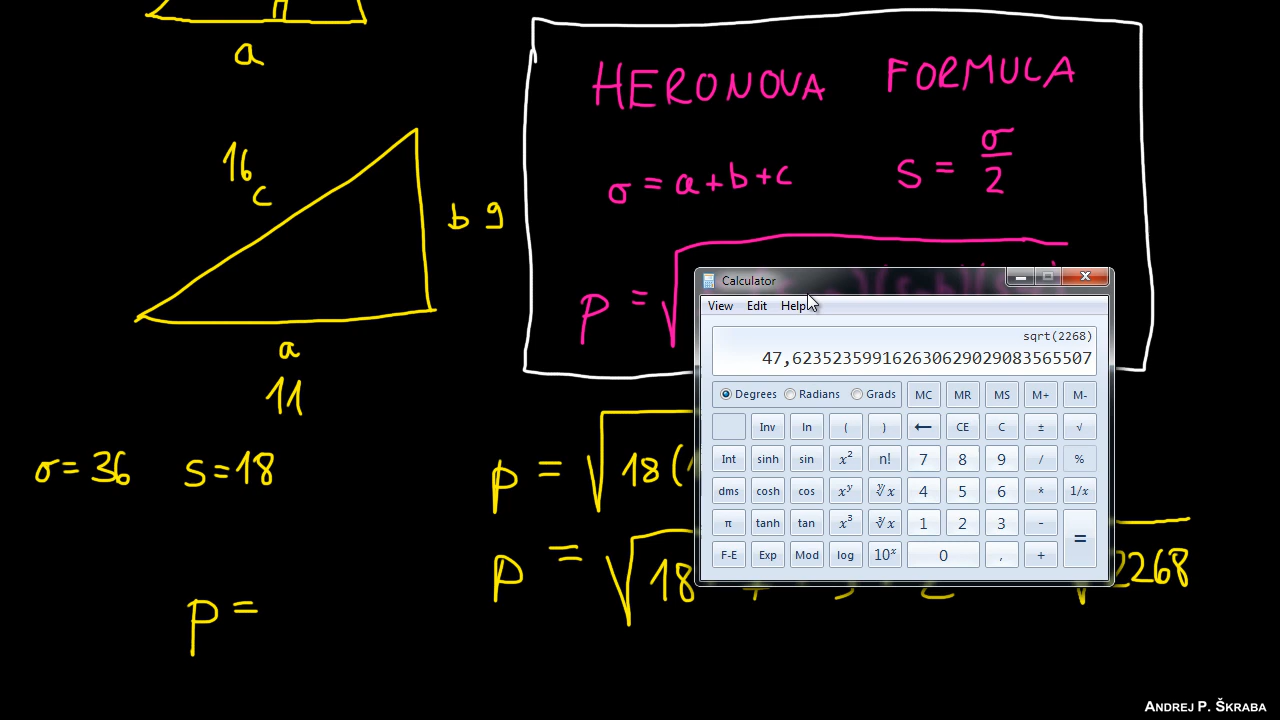 a
16
c
b 9
a
11
σ = 36 s = 18
p =
HERONOVA FORMULA
σ = a + b + c s = σ/2
p = √
p = √18(
p = √18
√2268
Calculator
View Edit Help
sqrt(2268)
47,623523599162630629029083565507
Degrees Radians Grads MC MR MS M+ M-
Inv ln ( ) ← CE C ± √
Int sinh sin x² n! 7 8 9 / %
dms cosh cos xʸ ʸ√x 4 5 6 * 1/x
π tanh tan x³ ³√x 1 2 3 - =
F-E Exp Mod log 10ˣ 0 , +
ANDREJ P. ŠKRABA